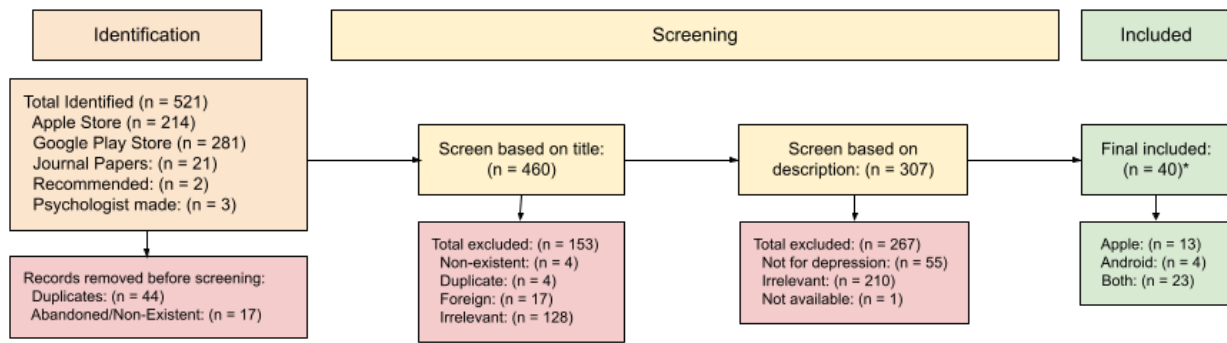 Identification
Screening
Included
Total Identified (n = 521)
Apple Store (n = 214)
Google Play Store (n = 281)
Journal Papers: (n = 21)
Recommended: (n = 2)
Psychologist made: (n = 3)
Records removed before screening:
Duplicates: (n = 44)
Abandoned/Non-Existent: (n = 17)
Screen based on title:
(n = 460)
Total excluded: (n = 153)
Non-existent: (n = 4)
Duplicate: (n = 4)
Foreign: (n = 17)
Irrelevant: (n = 128)
Screen based on
description: (n = 307)
Total excluded: (n = 267)
Not for depression: (n = 55)
Irrelevant: (n = 210)
Not available: (n = 1)
Final included:
(n = 40)*
Apple: (n = 13)
Android: (n = 4)
Both: (n = 23)